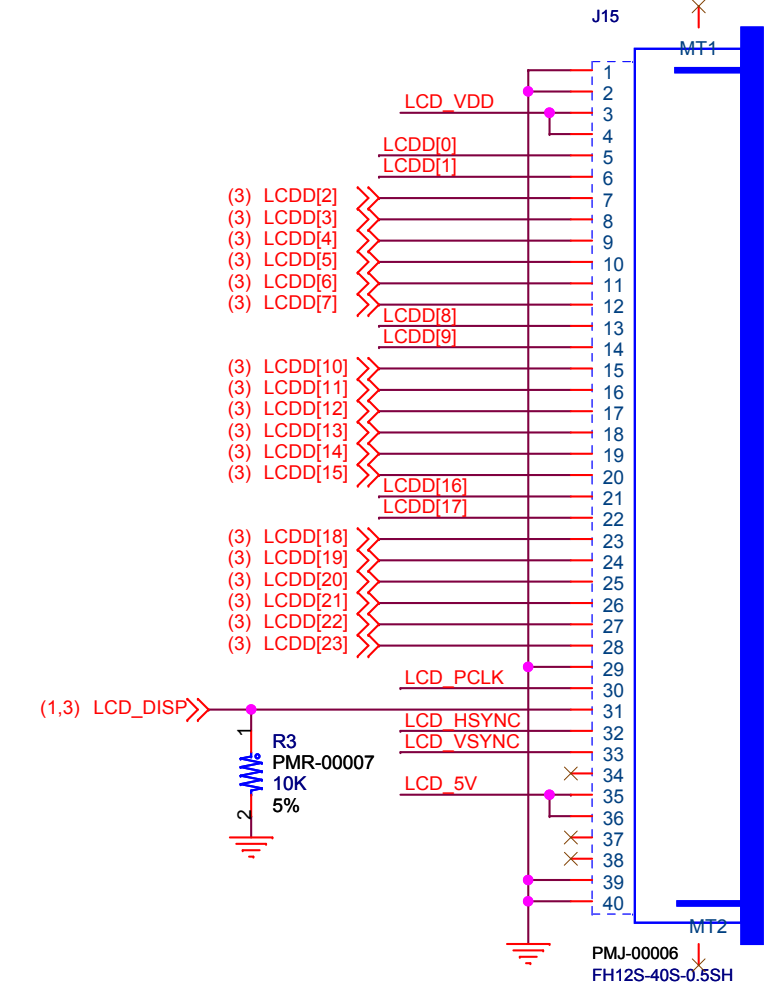 J15
MT1
1
2
LCD_VDD 3
4
LCDD[0] 5
LCDD[1] 6
(3) LCDD[2] 7
(3) LCDD[3] 8
(3) LCDD[4] 9
(3) LCDD[5] 10
(3) LCDD[6] 11
(3) LCDD[7] 12
LCDD[8] 13
LCDD[9] 14
(3) LCDD[10] 15
(3) LCDD[11] 16
(3) LCDD[12] 17
(3) LCDD[13] 18
(3) LCDD[14] 19
(3) LCDD[15] 20
LCDD[16] 21
LCDD[17] 22
(3) LCDD[18] 23
(3) LCDD[19] 24
(3) LCDD[20] 25
(3) LCDD[21] 26
(3) LCDD[22] 27
(3) LCDD[23] 28
29
LCD_PCLK 30
(1,3) LCD_DISP 31
LCD_HSYNC 32
LCD_VSYNC 33
34
LCD_5V 35
36
37
38
39
40
1
R3
PMR-00007
10K
5%
2
MT2
PMJ-00006
FH12S-40S-0.5SH